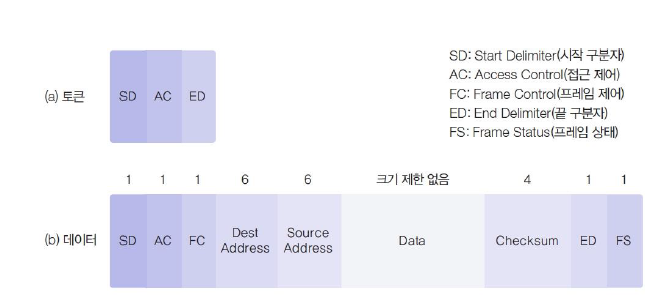 SD: Start Delimiter(시작 구분자)
AC: Access Control(접근 제어)
FC: Frame Control(프레임 제어)
ED: End Delimiter(끝 구분자)
FS: Frame Status(프레임 상태)
(a) 토큰 SD AC ED
1 1 1 6 6 크기 제한 없음 4 1 1
(b) 데이터 SD AC FC Dest Address Source Address Data Checksum ED FS